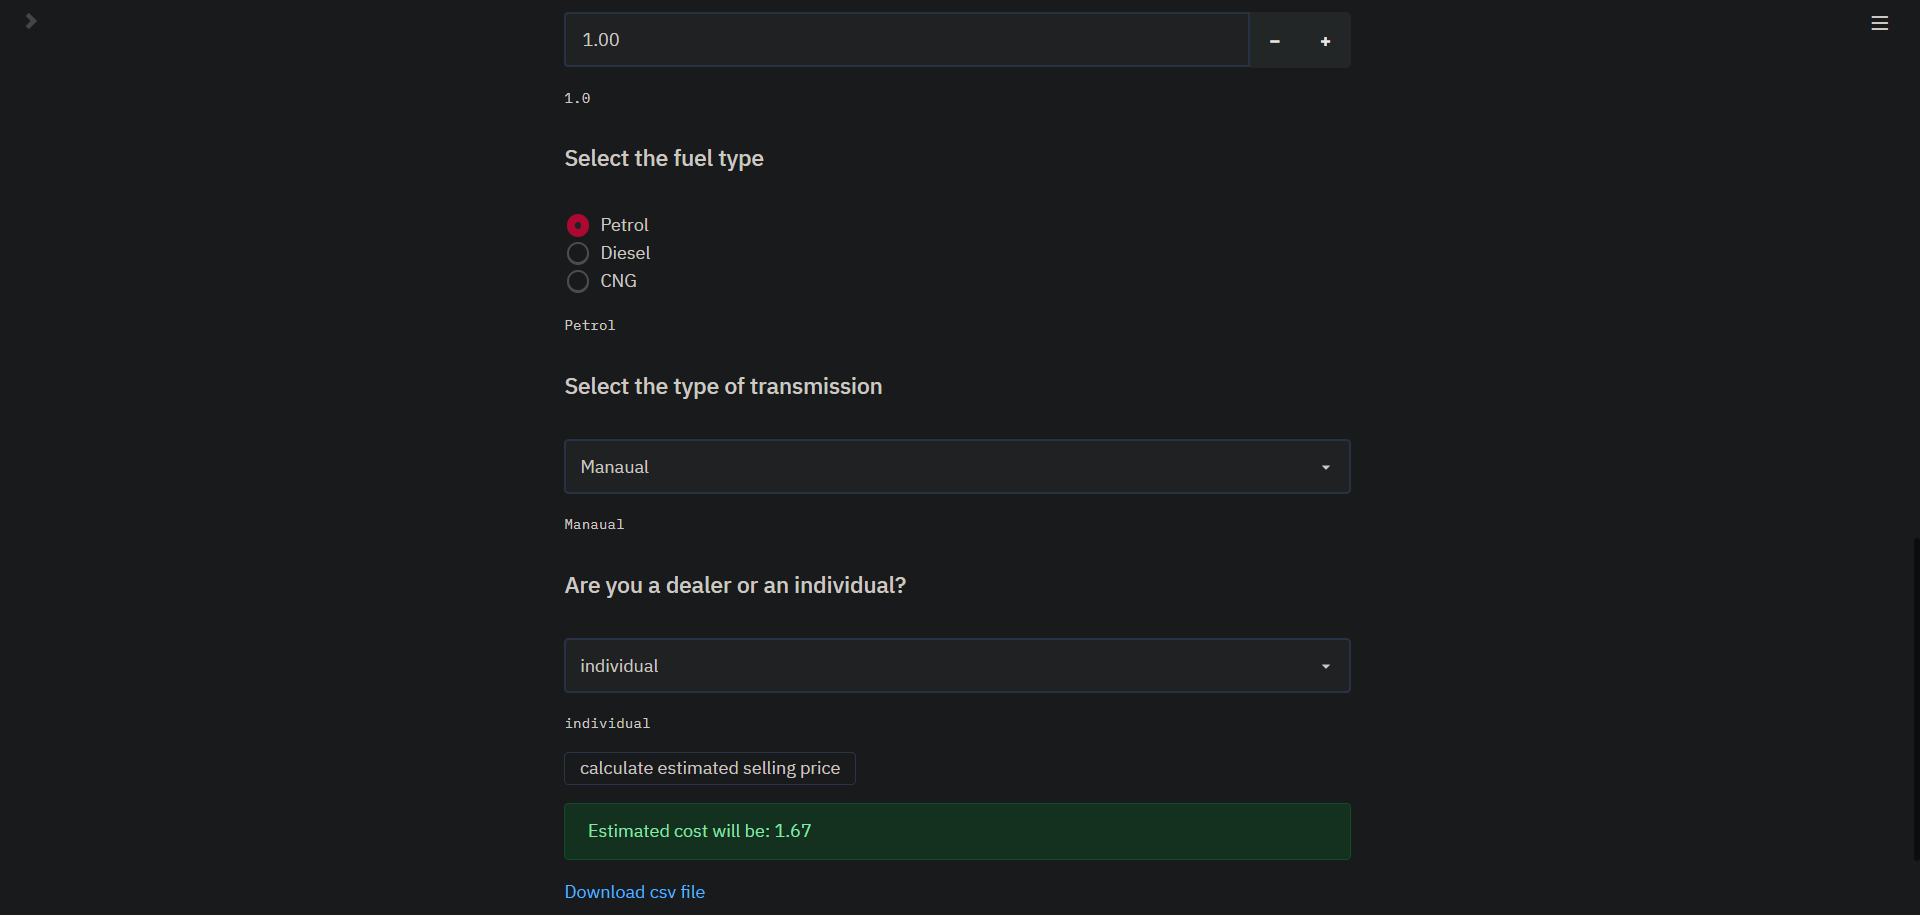 1.00
1.0
Select the fuel type
Petrol
Diesel
CNG
Petrol
Select the type of transmission
Manaual
Manaual
Are you a dealer or an individual?
individual
individual
calculate estimated selling price
Estimated cost will be: 1.67
Download csv file